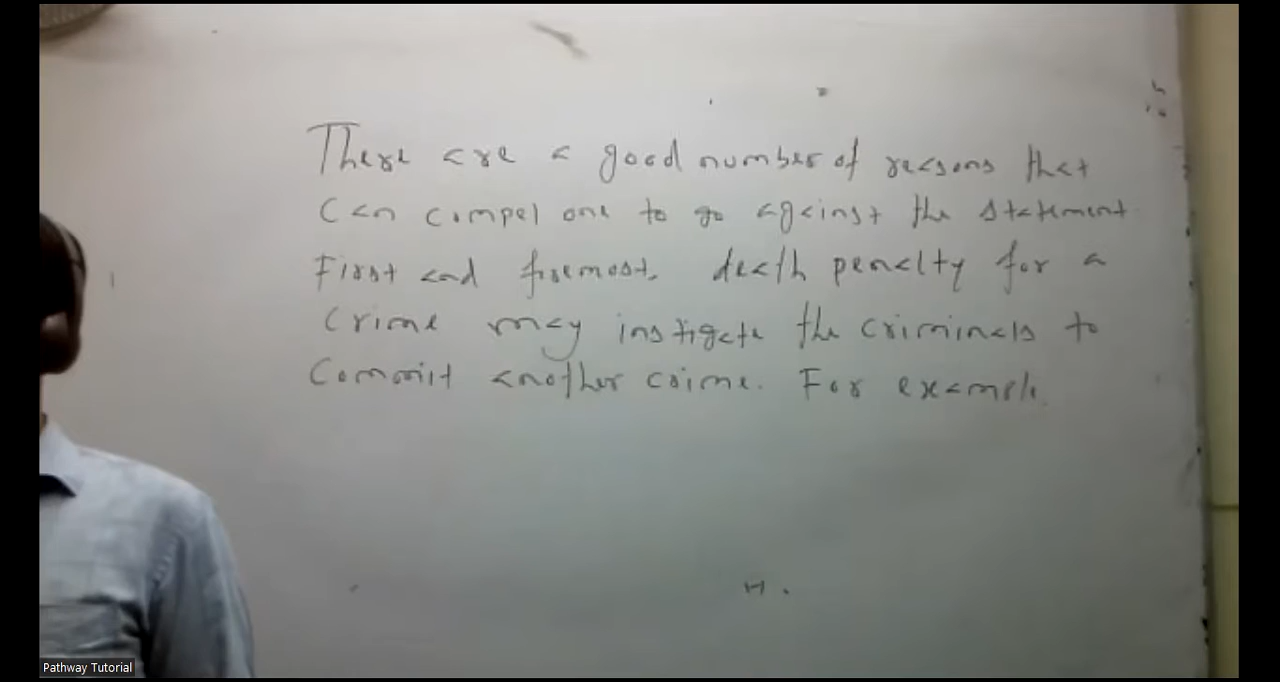 There are a good number of reasons that
Can compel one to go against the statement
First and foremost, death penalty for a
Crime may instigate the criminals to
Commit another crime. For example,
Pathway Tutorial